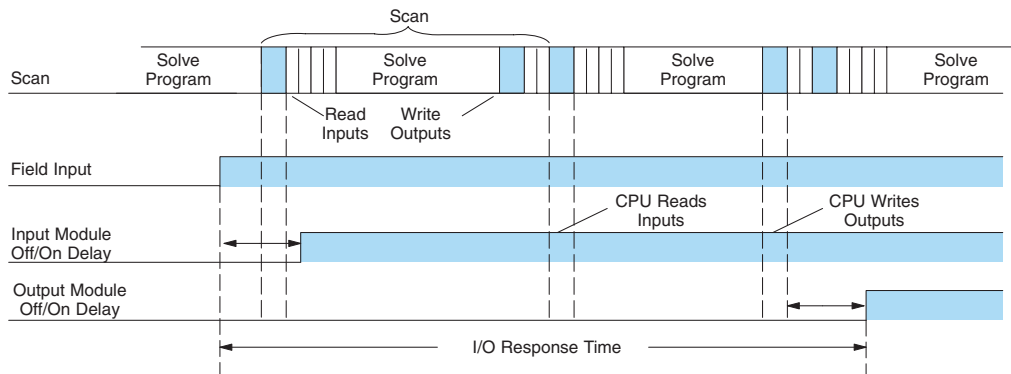 Scan
Solve
Program
Solve
Program
Solve
Program
Solve
Program
Scan
Read
Inputs
Write
Outputs
Field Input
CPU Reads
Inputs
CPU Writes
Outputs
Input Module
Off/On Delay
Output Module
Off/On Delay
I/O Response Time